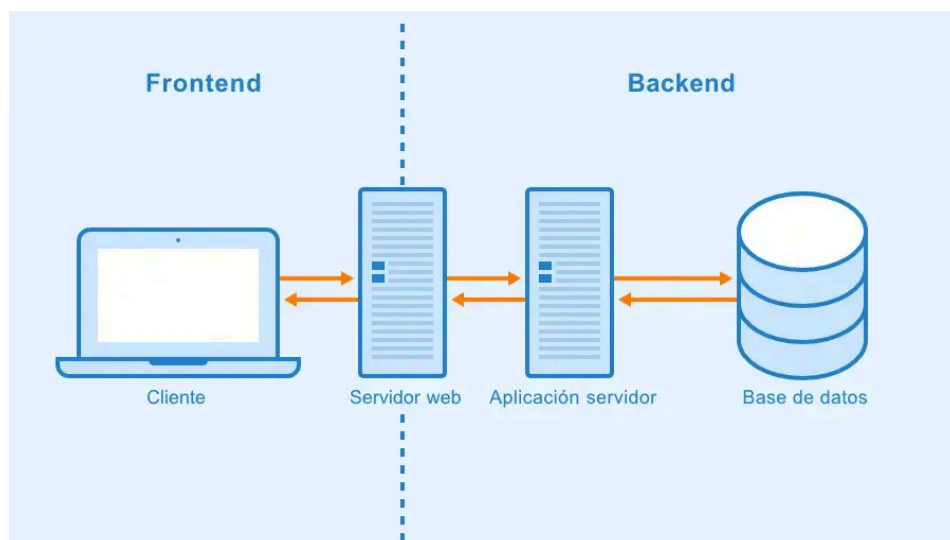 Frontend
Backend
Cliente
Servidor web
Aplicación servidor
Base de datos